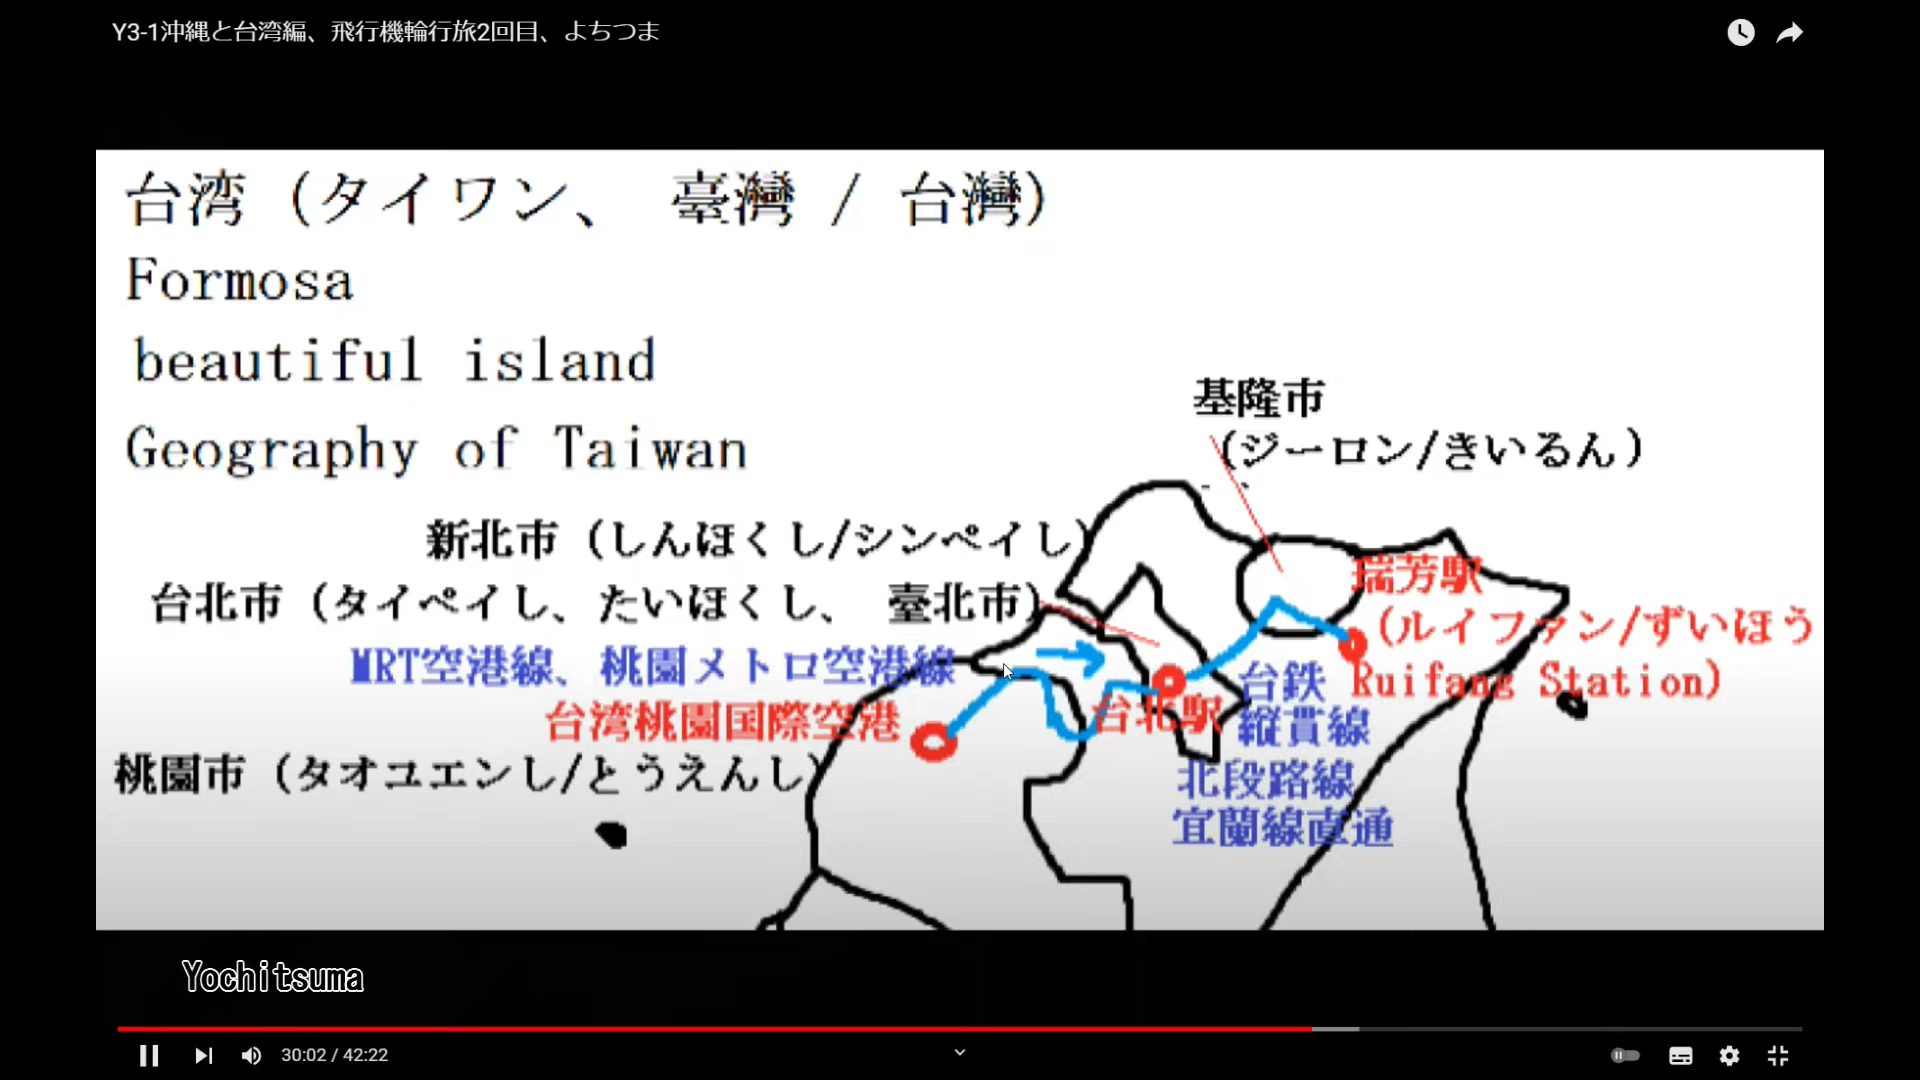 Y3-1沖縄と台湾編、飛行機輪行旅2回目、よちつま
台湾 (タイワン、 臺灣 / 台灣)
Formosa
beautiful island
Geography of Taiwan
基隆市
(ジーロン/きいるん)
新北市 (しんほくし/シンペイし)
台北市 (タイペイし、たいほくし、 臺北市)
瑞芳駅
(ルイファン/ずいほう
Ruifang Station)
MRT空港線、桃園メトロ空港線
台湾桃園国際空港
台北駅
台鉄
縦貫線
北段路線
宜蘭線直通
桃園市 (タオユエンし/とうえんし)
Yochitsuma
30:02 / 42:22